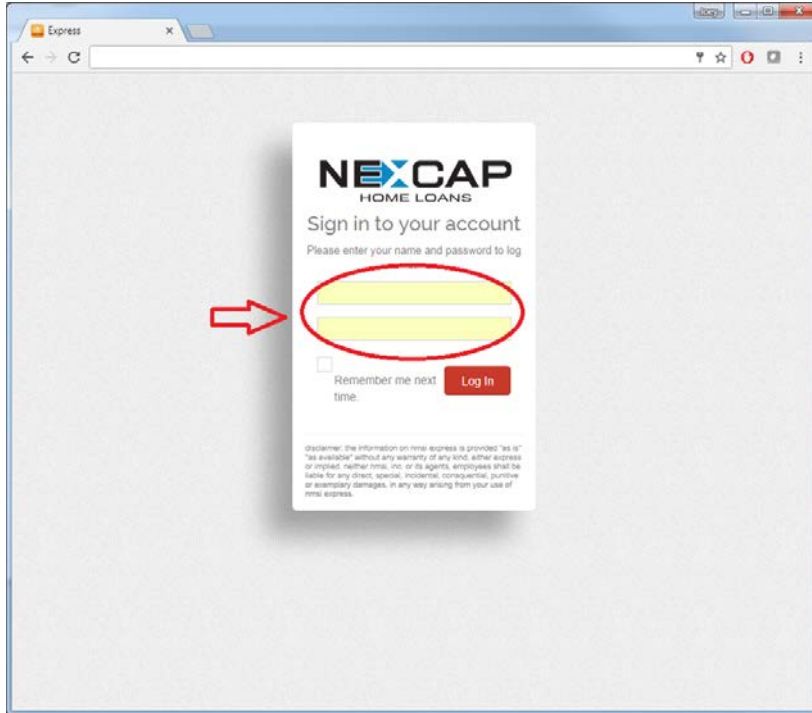 Joey
Express
NEXCAP
HOME LOANS
Sign in to your account
Please enter your name and password to log
Remember me next
time.
Log In
disclaimer: the information on nmsi express is provided "as is"
"as available" without any warranty of any kind, either express
or implied. neither nmsi, inc. or its agents, employees shall be
liable for any direct, special, incidental, consequential, punitive
or exemplary damages, in any way arising from your use of
nmsi express.